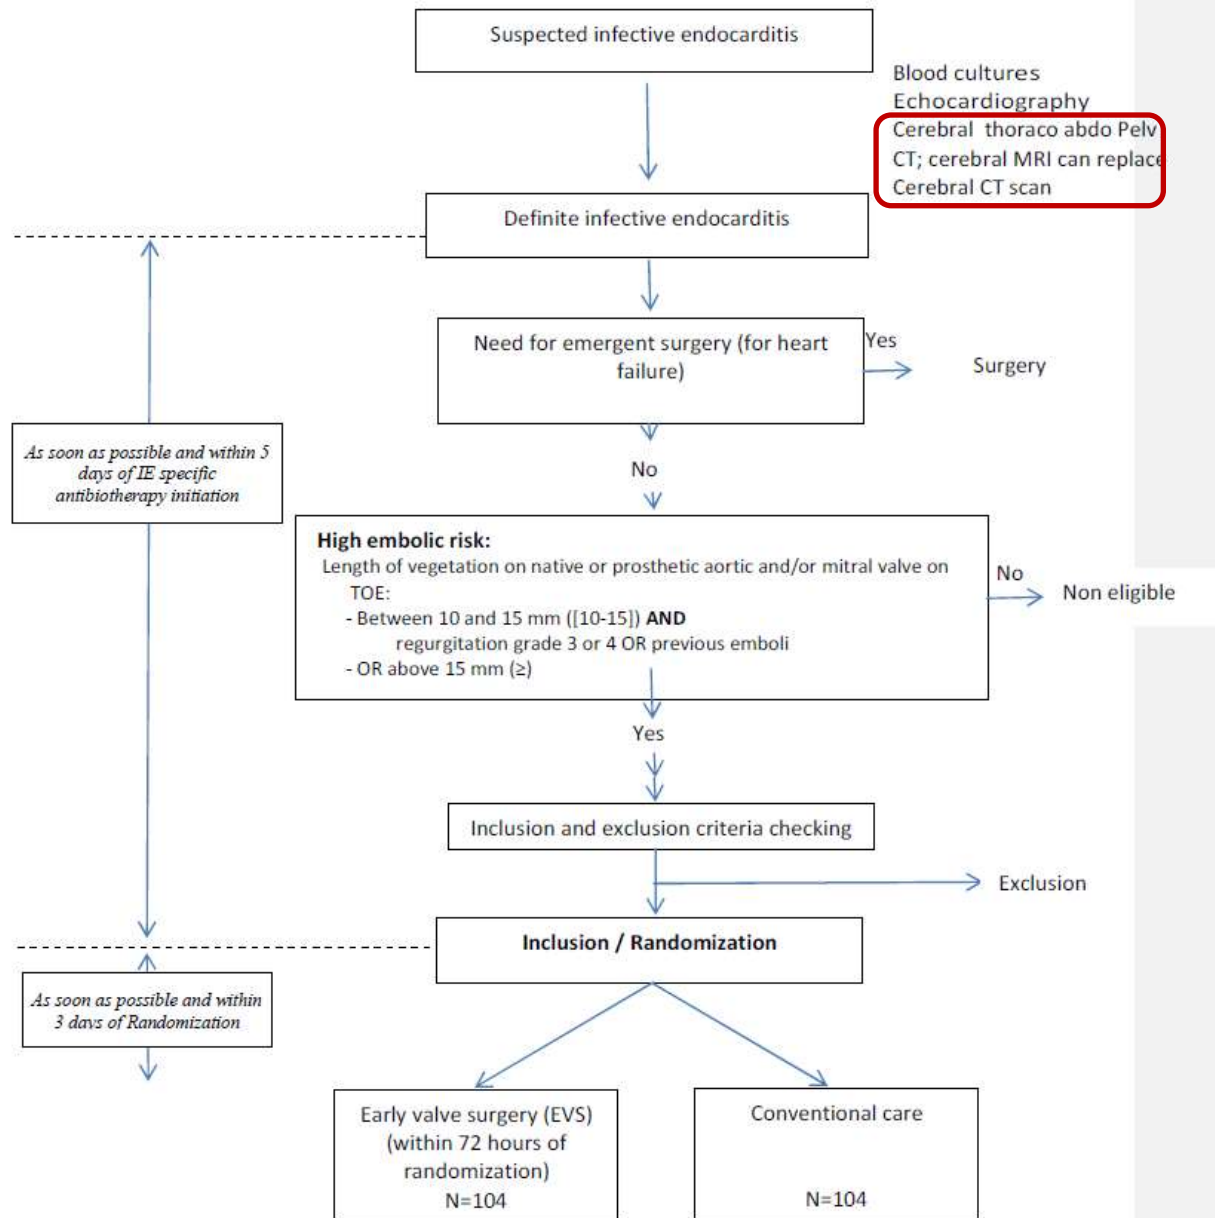 Suspected infective endocarditis
Blood cultures
Echocardiography
Cerebral thoraco abdo Pelv
CT; cerebral MRI can replace
Cerebral CT scan
Definite infective endocarditis
Need for emergent surgery (for heart
failure)
Yes
Surgery
As soon as possible and within 5
days of IE specific
antibiotherapy initiation
No
High embolic risk:
Length of vegetation on native or prosthetic aortic and/or mitral valve on
TOE:
- Between 10 and 15 mm ([10-15]) AND
regurgitation grade 3 or 4 OR previous emboli
- OR above 15 mm (≥)
No
Non eligible
Yes
Inclusion and exclusion criteria checking
Exclusion
Inclusion / Randomization
As soon as possible and within
3 days of Randomization
Early valve surgery (EVS)
(within 72 hours of
randomization)
N=104
Conventional care
N=104